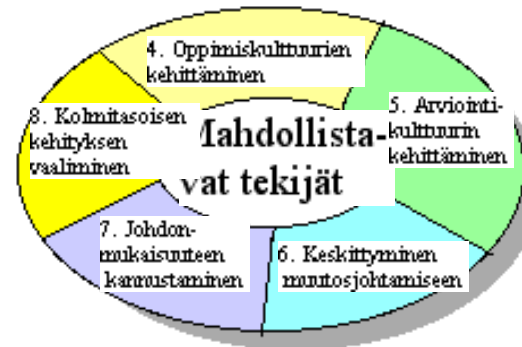 4. Oppimiskulttuurien
kehittäminen
5. Arviointi-
kulttuurin
kehittäminen
6. Keskittyminen
muutosjohtamiseen
7. Johdon-
mukaisuuteen
kannustaminen
8. Kolmitasoisen
kehityksen
vaaliminen
Mahdollista-
vat tekijät